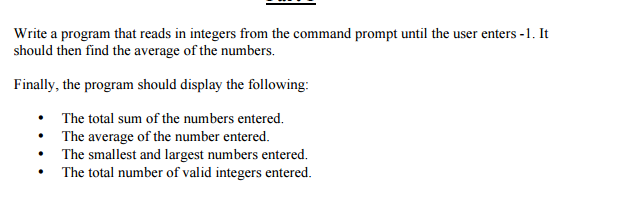 Write a program that reads in integers from the command prompt until the user enters -1. It
should then find the average of the numbers.
Finally, the program should display the following:
• The total sum of the numbers entered.
• The average of the number entered.
• The smallest and largest numbers entered.
• The total number of valid integers entered.